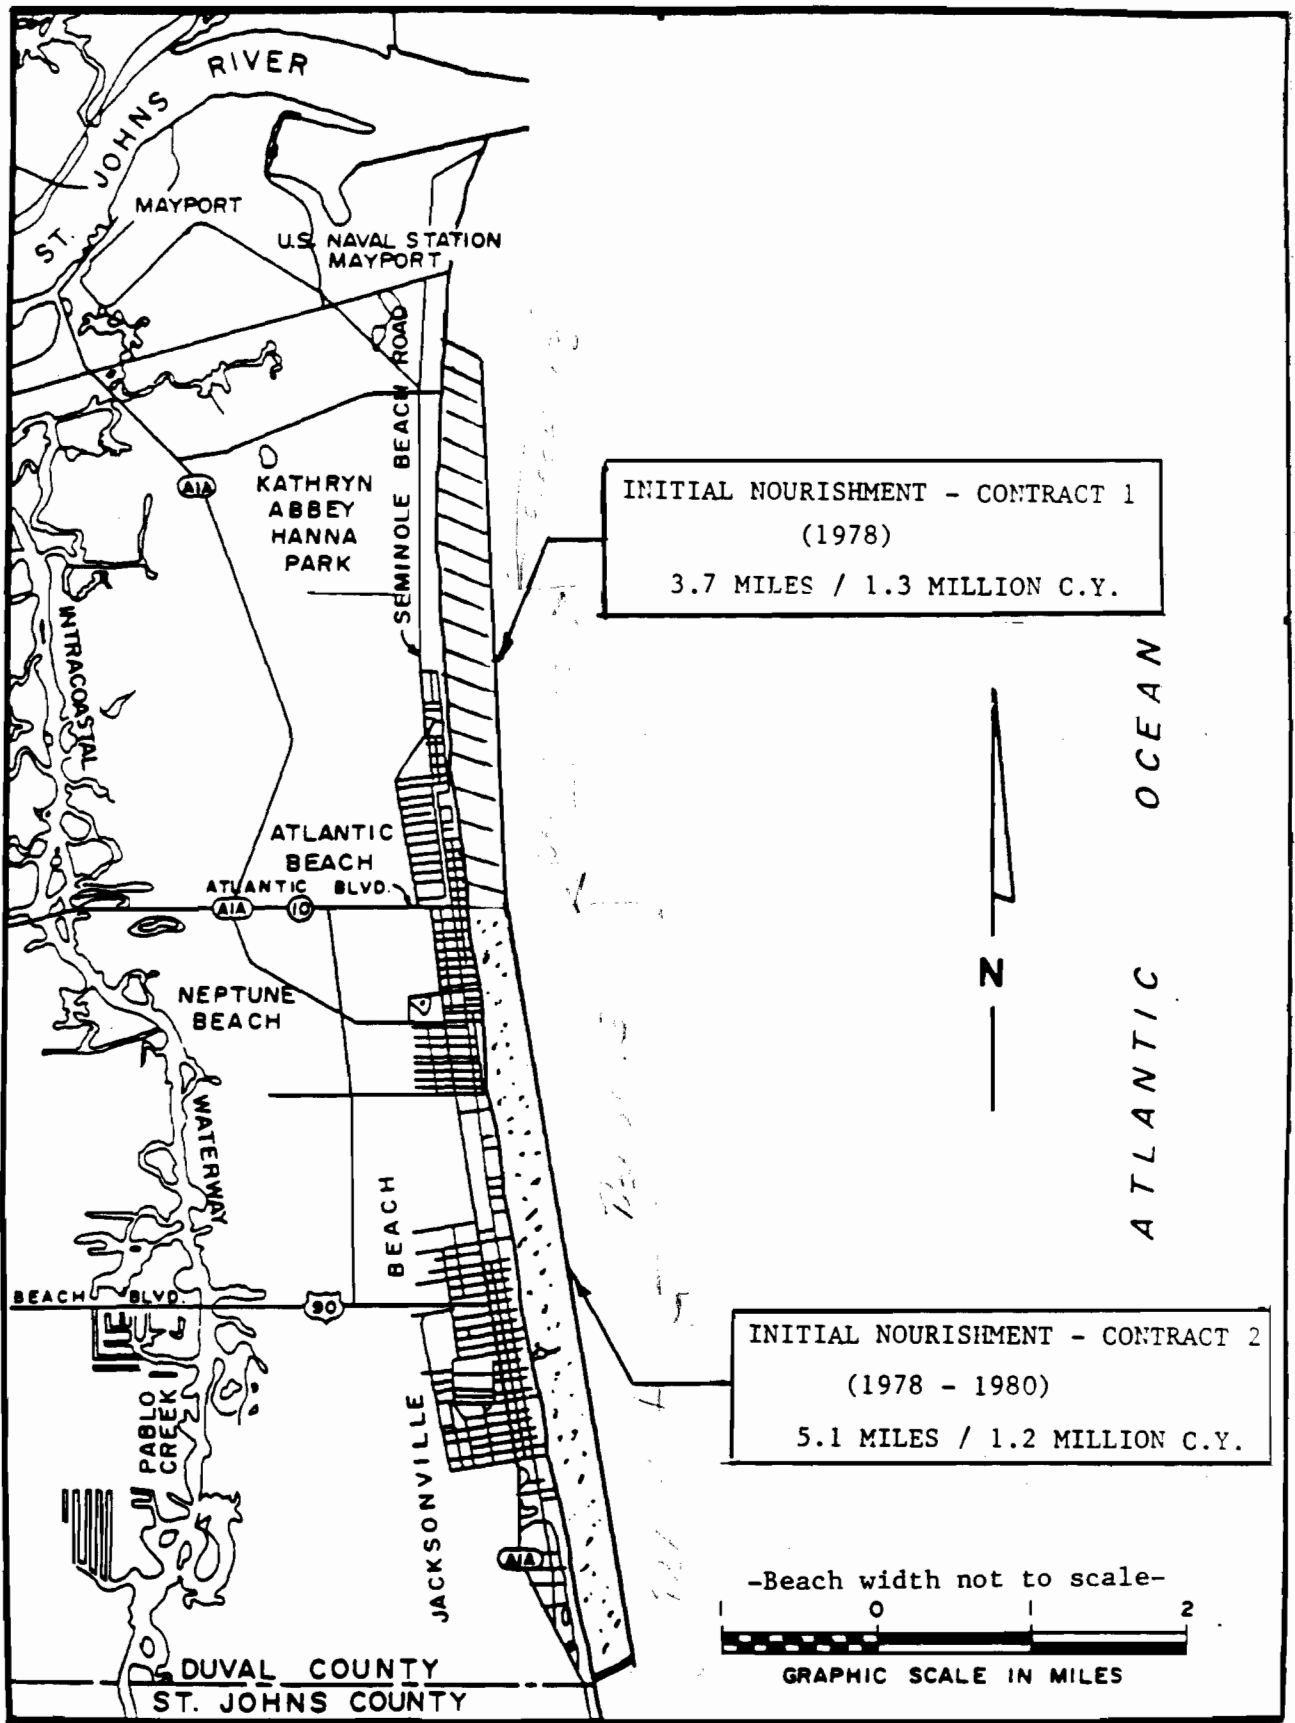 ST. JOHNS RIVER
MAYPORT
U.S. NAVAL STATION
MAYPORT
SEMINOLE BEACH ROAD
A1A
KATHRYN
ABBEY
HANNA
PARK
INITIAL NOURISHMENT - CONTRACT 1
(1978)
3.7 MILES / 1.3 MILLION C.Y.
INTRACOASTAL
WATERWAY
ATLANTIC OCEAN
ATLANTIC
BEACH
ATLANTIC BLVD.
A1A
10
N
NEPTUNE
BEACH
JACKSONVILLE BEACH
BEACH BLVD.
90
PABLO
CREEK
INITIAL NOURISHMENT - CONTRACT 2
(1978 - 1980)
5.1 MILES / 1.2 MILLION C.Y.
A1A
-Beach width not to scale-
1 0 1 2
GRAPHIC SCALE IN MILES
DUVAL COUNTY
ST. JOHNS COUNTY